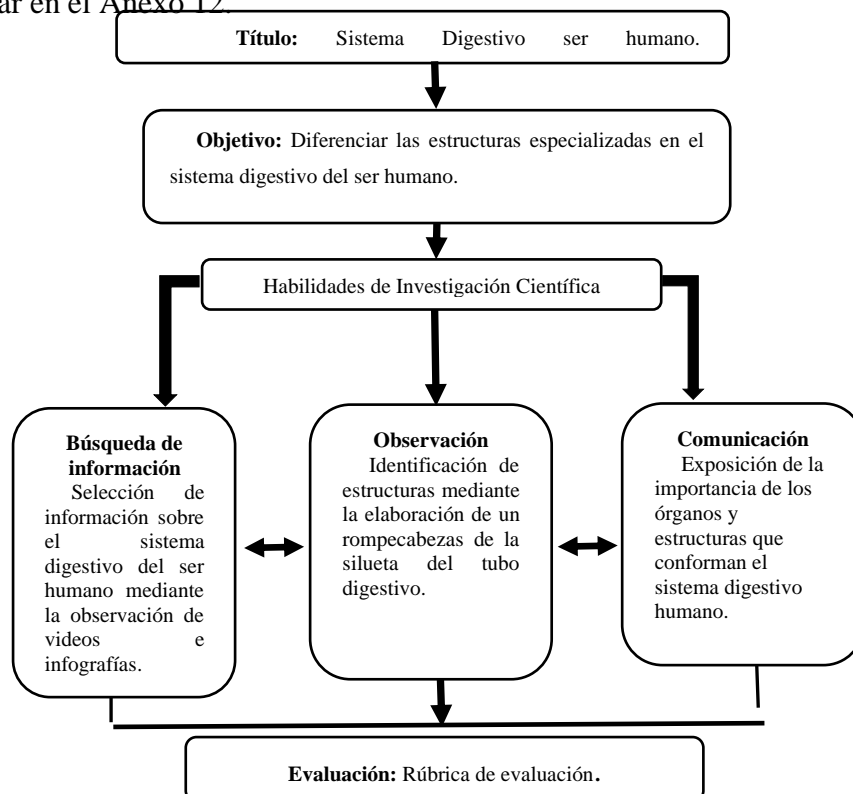 ar en el Anexo 12.
Título: Sistema Digestivo ser humano.
Objetivo: Diferenciar las estructuras especializadas en el
sistema digestivo del ser humano.
Habilidades de Investigación Científica
Búsqueda de
información
Selección de
información sobre
el sistema
digestivo del ser
humano mediante
la observación de
videos e
infografías.
Observación
Identificación de
estructuras mediante
la elaboración de un
rompecabezas de la
silueta del tubo
digestivo.
Comunicación
Exposición de la
importancia de los
órganos y
estructuras que
conforman el
sistema digestivo
humano.
Evaluación: Rúbrica de evaluación.